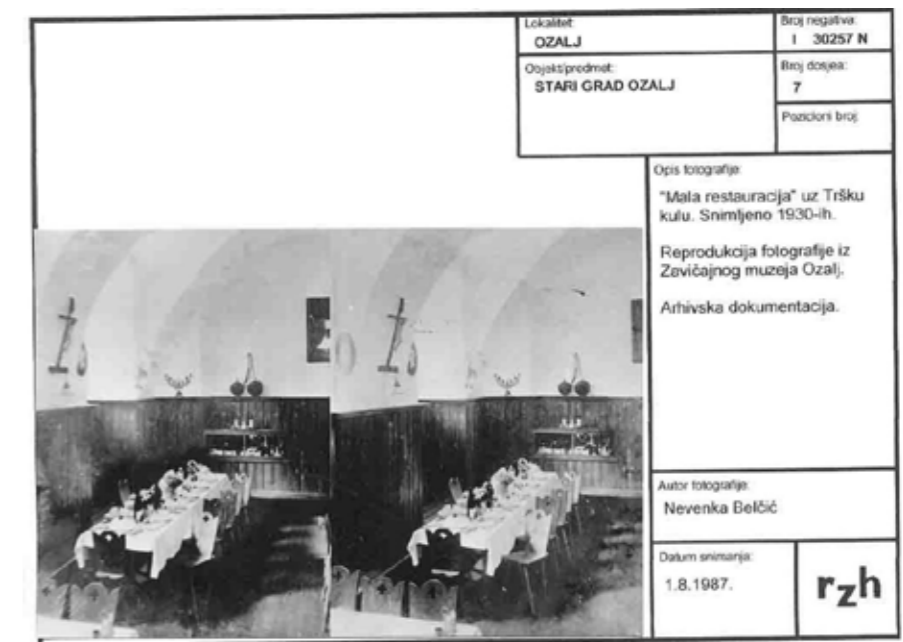 Lokalitet:
OZALJ
Broj negativa:
I 30257 N
Objekt/predmet:
STARI GRAD OZALJ
Broj dosjea:
7
Pozicioni broj:
Opis fotografije:
"Mala restauracija" uz Tršku
kulu. Snimljeno 1930-ih.
Reprodukcija fotografije iz
Zavičajnog muzeja Ozalj.
Arhivska dokumentacija.
Autor fotografije:
Nevenka Belčić
Datum snimanja:
1.8.1987.
rzh